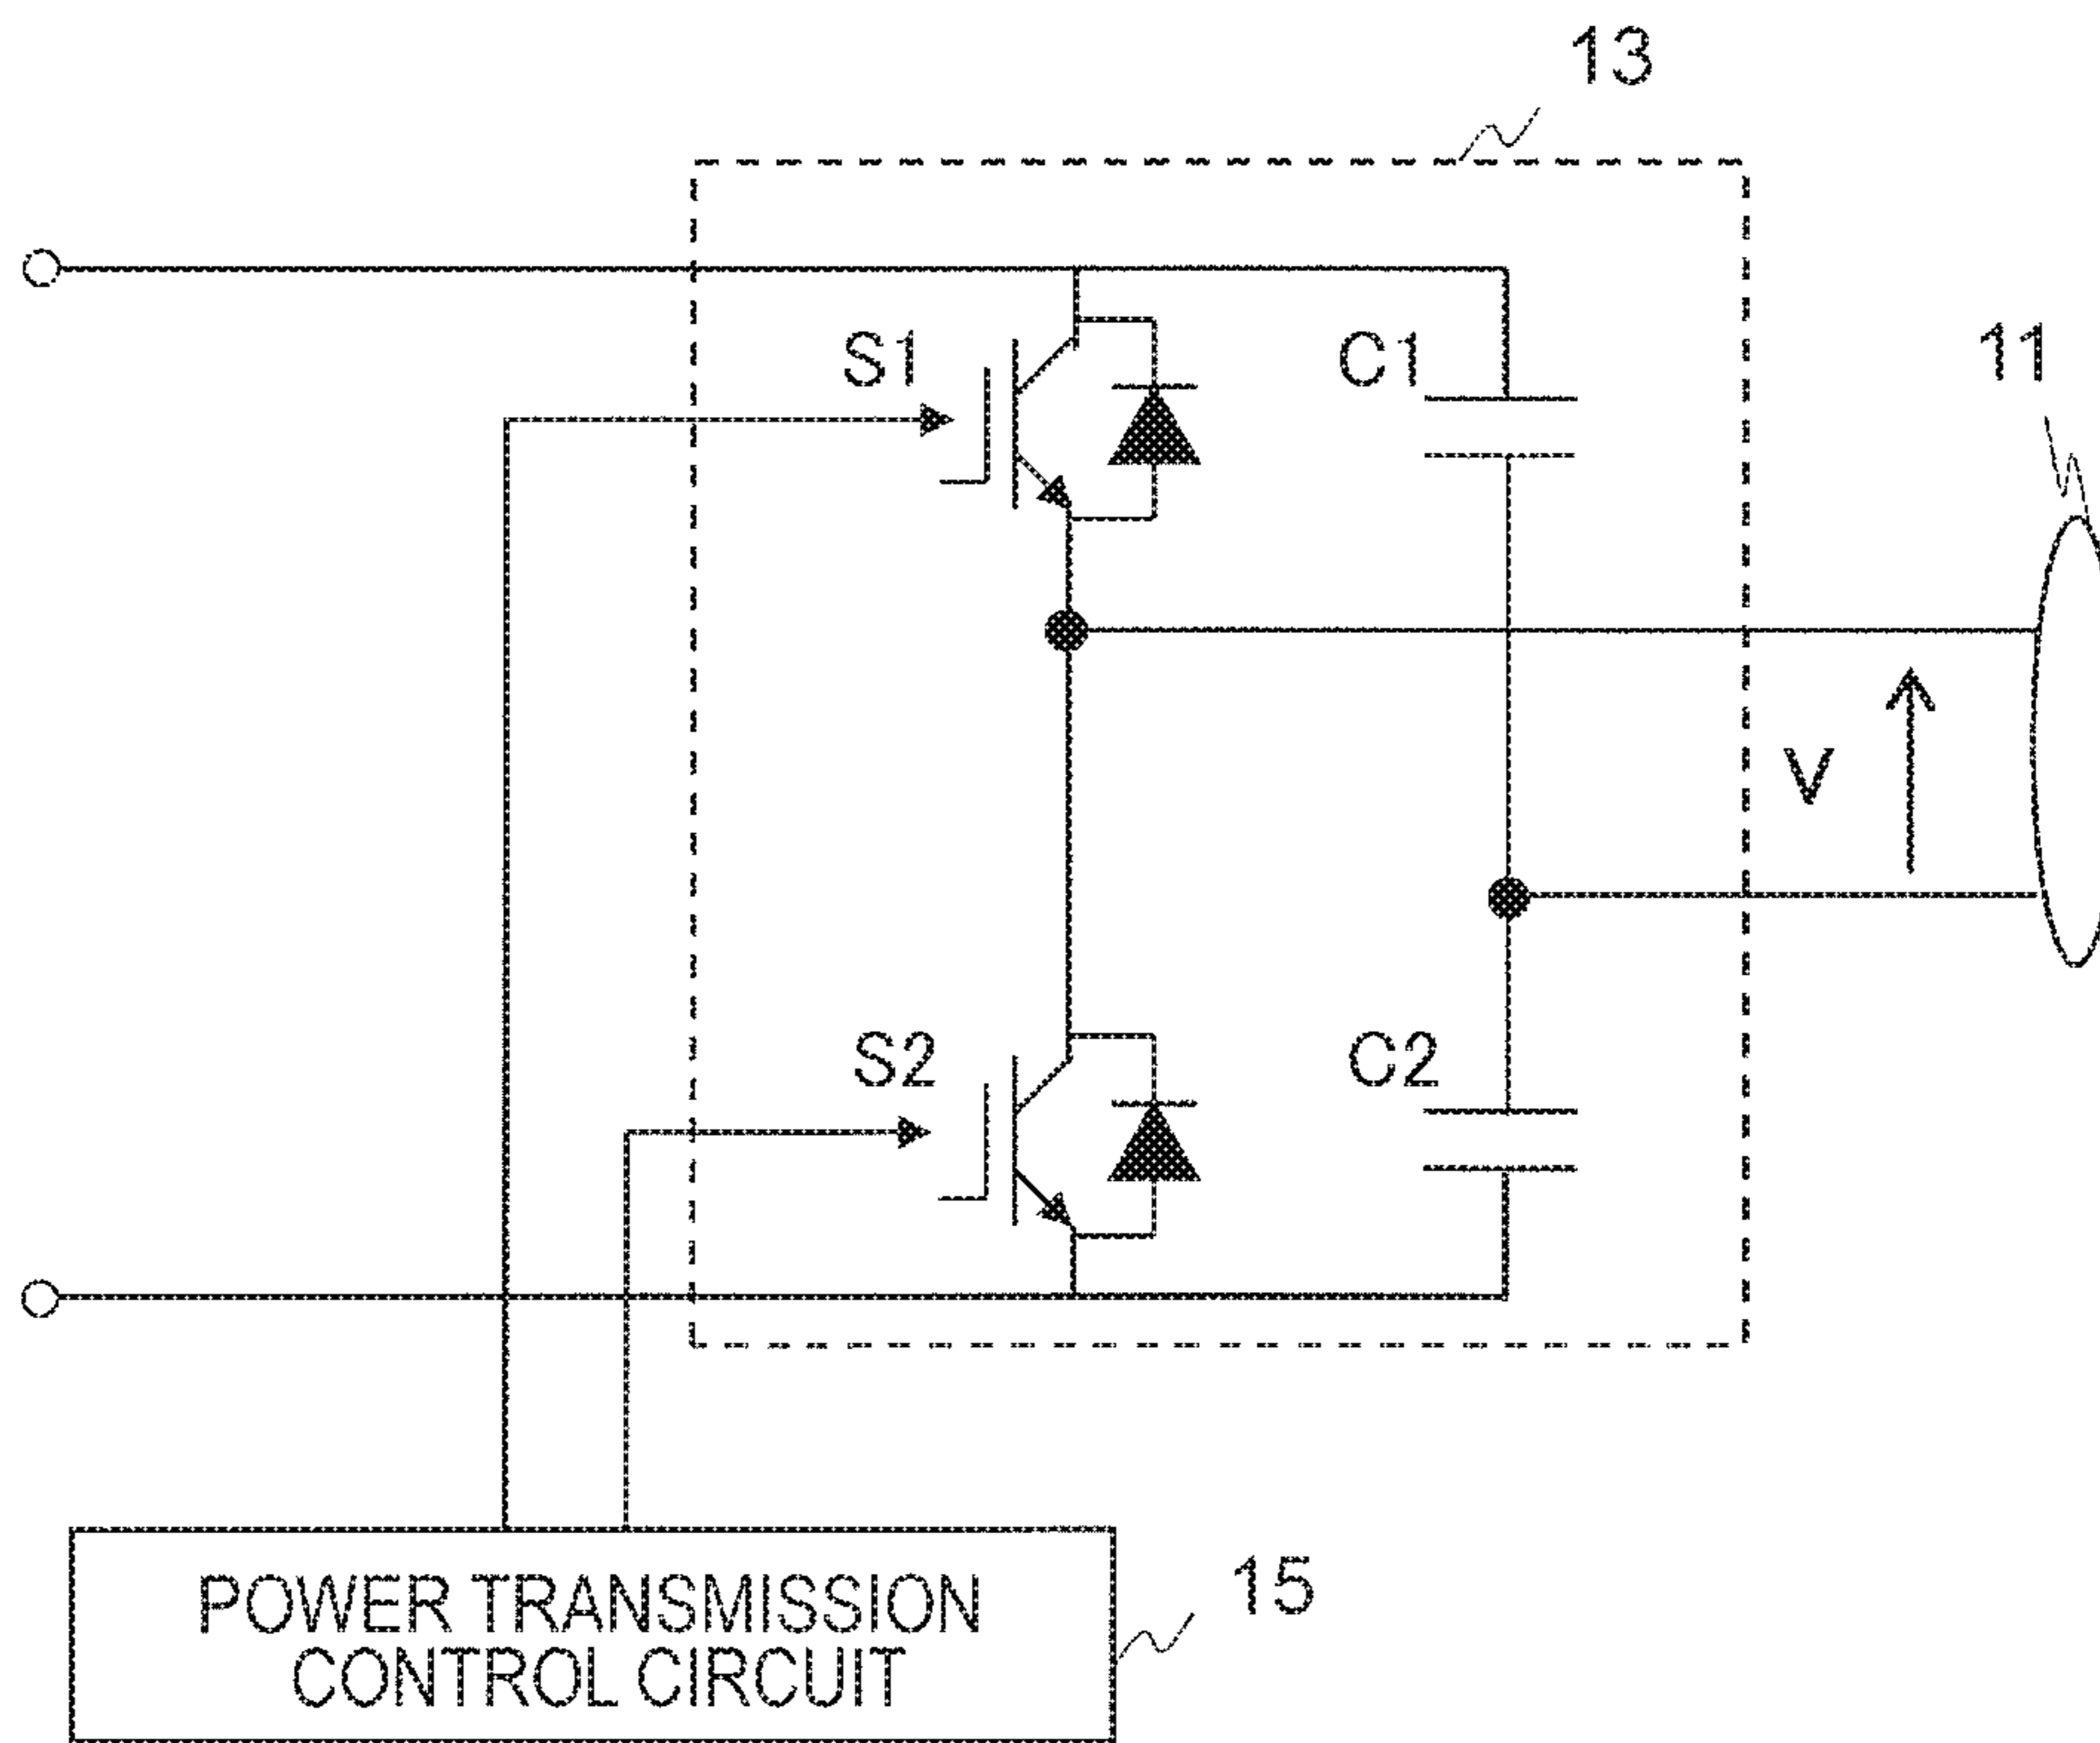 13
S1
C1
11
V
S2
C2
POWER TRANSMISSION
CONTROL CIRCUIT
15